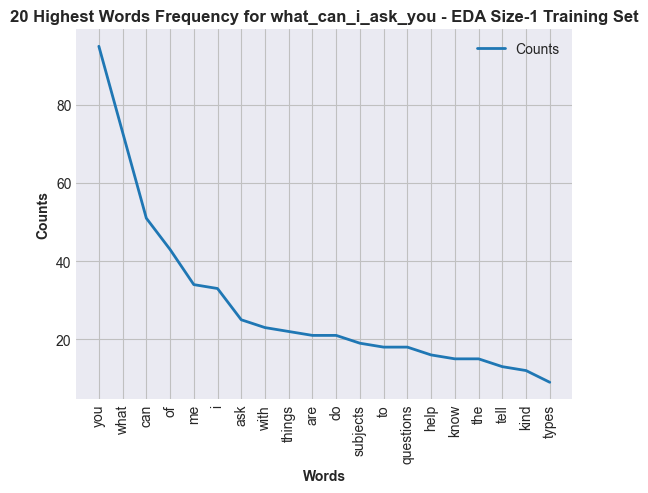 20 Highest Words Frequency for what_can_i_ask_you - EDA Size-1 Training Set
Counts
Counts
80
60
40
20
you
what
can
of
me
i
ask
with
things
are
do
subjects
to
questions
help
know
the
tell
kind
types
Words